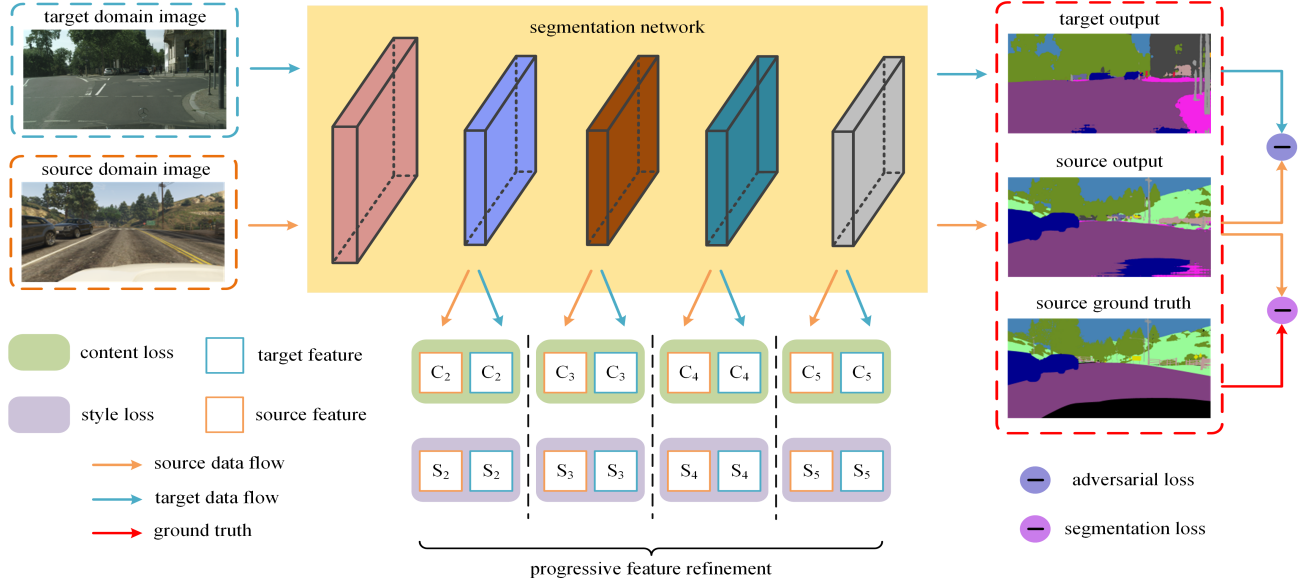 target domain image
segmentation network
target output
source domain image
source output
source ground truth
content loss
target feature
style loss
source feature
source data flow
target data flow
ground truth
C2 C2 C3 C3 C4 C4 C5 C5
S2 S2 S3 S3 S4 S4 S5 S5
progressive feature refinement
adversarial loss
segmentation loss